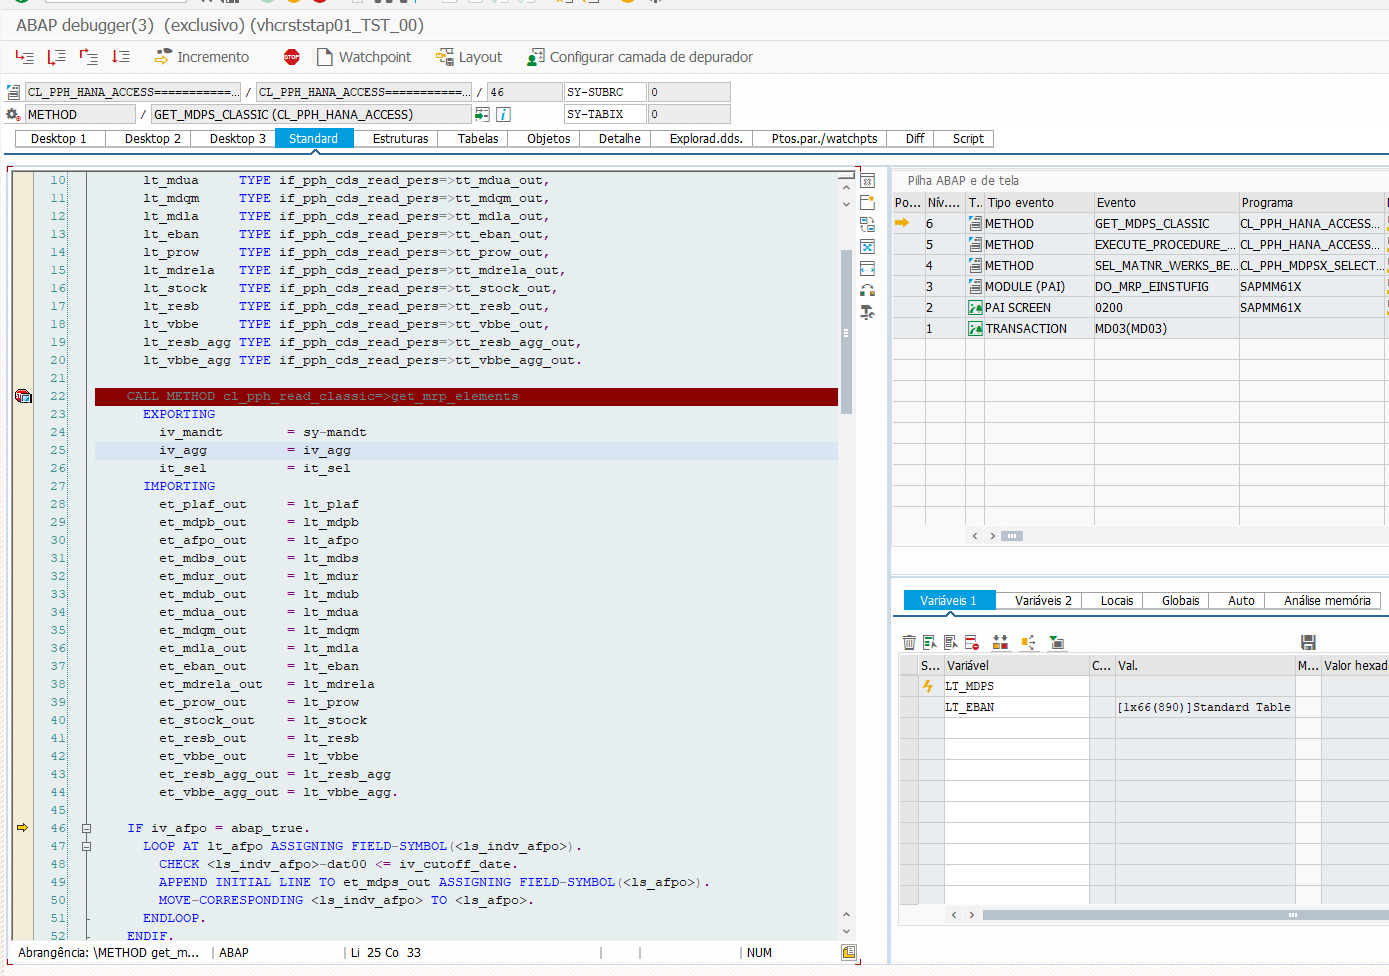 ABAP debugger(3)  (exclusivo) (vhcrststap01_TST_00)
Incremento STOP Watchpoint Layout Configurar camada de depurador
CL_PPH_HANA_ACCESS============... / CL_PPH_HANA_ACCESS===========... / 46 SY-SUBRC 0
METHOD / GET_MDPS_CLASSIC (CL_PPH_HANA_ACCESS) SY-TABIX 0
Desktop 1 Desktop 2 Desktop 3 Standard Estruturas Tabelas Objetos Detalhe Explorad.dds. Ptos.par./watchpts Diff Script
10 lt_mdua TYPE if_pph_cds_read_pers=>tt_mdua_out,
11 lt_mdqm TYPE if_pph_cds_read_pers=>tt_mdqm_out,
12 lt_mdla TYPE if_pph_cds_read_pers=>tt_mdla_out,
13 lt_eban TYPE if_pph_cds_read_pers=>tt_eban_out,
14 lt_prow TYPE if_pph_cds_read_pers=>tt_prow_out,
15 lt_mdrela TYPE if_pph_cds_read_pers=>tt_mdrela_out,
16 lt_stock TYPE if_pph_cds_read_pers=>tt_stock_out,
17 lt_resb TYPE if_pph_cds_read_pers=>tt_resb_out,
18 lt_vbbe TYPE if_pph_cds_read_pers=>tt_vbbe_out,
19 lt_resb_agg TYPE if_pph_cds_read_pers=>tt_resb_agg_out,
20 lt_vbbe_agg TYPE if_pph_cds_read_pers=>tt_vbbe_agg_out.
21
22 CALL METHOD cl_pph_read_classic=>get_mrp_elements
23 EXPORTING
24 iv_mandt = sy-mandt
25 iv_agg = iv_agg
26 it_sel = it_sel
27 IMPORTING
28 et_plaf_out = lt_plaf
29 et_mdpb_out = lt_mdpb
30 et_afpo_out = lt_afpo
31 et_mdbs_out = lt_mdbs
32 et_mdur_out = lt_mdur
33 et_mdub_out = lt_mdub
34 et_mdua_out = lt_mdua
35 et_mdqm_out = lt_mdqm
36 et_mdla_out = lt_mdla
37 et_eban_out = lt_eban
38 et_mdrela_out = lt_mdrela
39 et_prow_out = lt_prow
40 et_stock_out = lt_stock
41 et_resb_out = lt_resb
42 et_vbbe_out = lt_vbbe
43 et_resb_agg_out = lt_resb_agg
44 et_vbbe_agg_out = lt_vbbe_agg.
45
46 IF iv_afpo = abap_true.
47 LOOP AT lt_afpo ASSIGNING FIELD-SYMBOL(<ls_indv_afpo>).
48 CHECK <ls_indv_afpo>-dat00 <= iv_cutoff_date.
49 APPEND INITIAL LINE TO et_mdps_out ASSIGNING FIELD-SYMBOL(<ls_afpo>).
50 MOVE-CORRESPONDING <ls_indv_afpo> TO <ls_afpo>.
51 ENDLOOP.
52 ENDIF.
Abrangência: \METHOD get_m... ABAP Li 25 Co 33 NUM
Pilha ABAP e de tela
Po... Nív.... T.. Tipo evento Evento Programa
6 METHOD GET_MDPS_CLASSIC CL_PPH_HANA_ACCESS...
5 METHOD EXECUTE_PROCEDURE_... CL_PPH_HANA_ACCESS...
4 METHOD SEL_MATNR_WERKS_BE... CL_PPH_MDPSX_SELECT...
3 MODULE (PAI) DO_MRP_EINSTUFIG SAPMM61X
2 PAI SCREEN 0200 SAPMM61X
1 TRANSACTION MD03(MD03)
Variáveis 1 Variáveis 2 Locais Globais Auto Análise memória
S... Variável C... Val. M... Valor hexad
LT_MDPS
LT_EBAN [1x66(890)]Standard Table